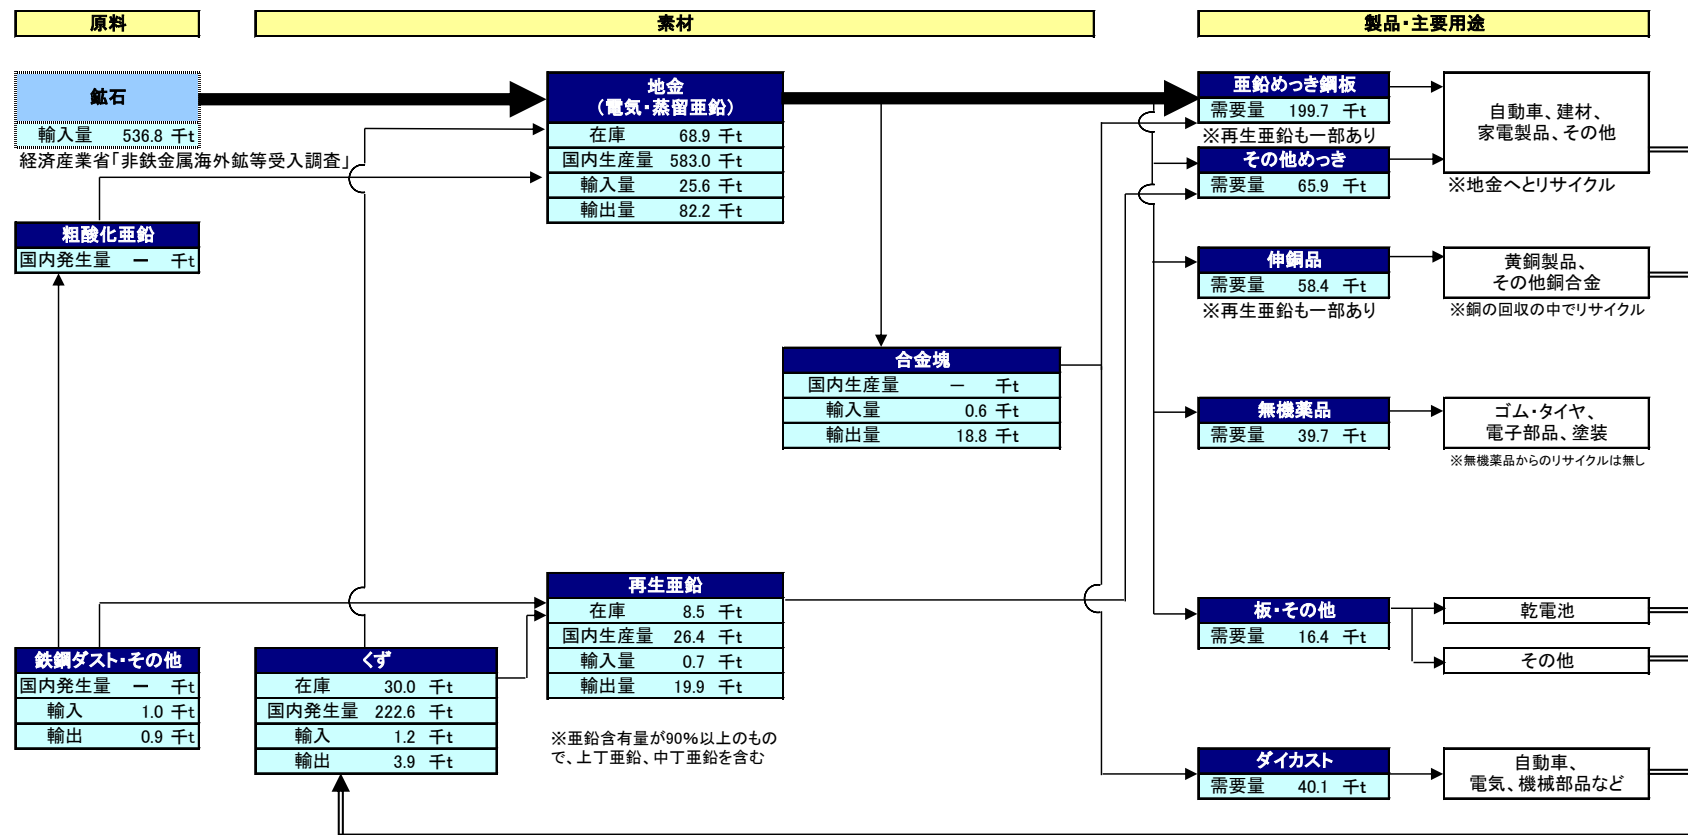 原料
素材
製品・主要用途
鉱石
輸入量 536.8 千t
経済産業省「非鉄金属海外鉱等受入調査」
粗酸化亜鉛
国内発生量 ー 千t
鉄鋼ダスト・その他
国内発生量 ー 千t
輸入 1.0 千t
輸出 0.9 千t
くず
在庫 30.0 千t
国内発生量 222.6 千t
輸入 1.2 千t
輸出 3.9 千t
地金
(電気・蒸留亜鉛)
在庫 68.9 千t
国内生産量 583.0 千t
輸入量 25.6 千t
輸出量 82.2 千t
再生亜鉛
在庫 8.5 千t
国内生産量 26.4 千t
輸入量 0.7 千t
輸出量 19.9 千t
※亜鉛含有量が90%以上のもの
で、上丁亜鉛、中丁亜鉛を含む
合金塊
国内生産量 ー 千t
輸入量 0.6 千t
輸出量 18.8 千t
亜鉛めっき鋼板
需要量 199.7 千t
※再生亜鉛も一部あり
その他めっき
需要量 65.9 千t
伸銅品
需要量 58.4 千t
※再生亜鉛も一部あり
無機薬品
需要量 39.7 千t
板・その他
需要量 16.4 千t
ダイカスト
需要量 40.1 千t
自動車、建材、
家電製品、その他
※地金へとリサイクル
黄銅製品、
その他銅合金
※銅の回収の中でリサイクル
ゴム・タイヤ、
電子部品、塗装
※無機薬品からのリサイクルは無し
乾電池
その他
自動車、
電気、機械部品など